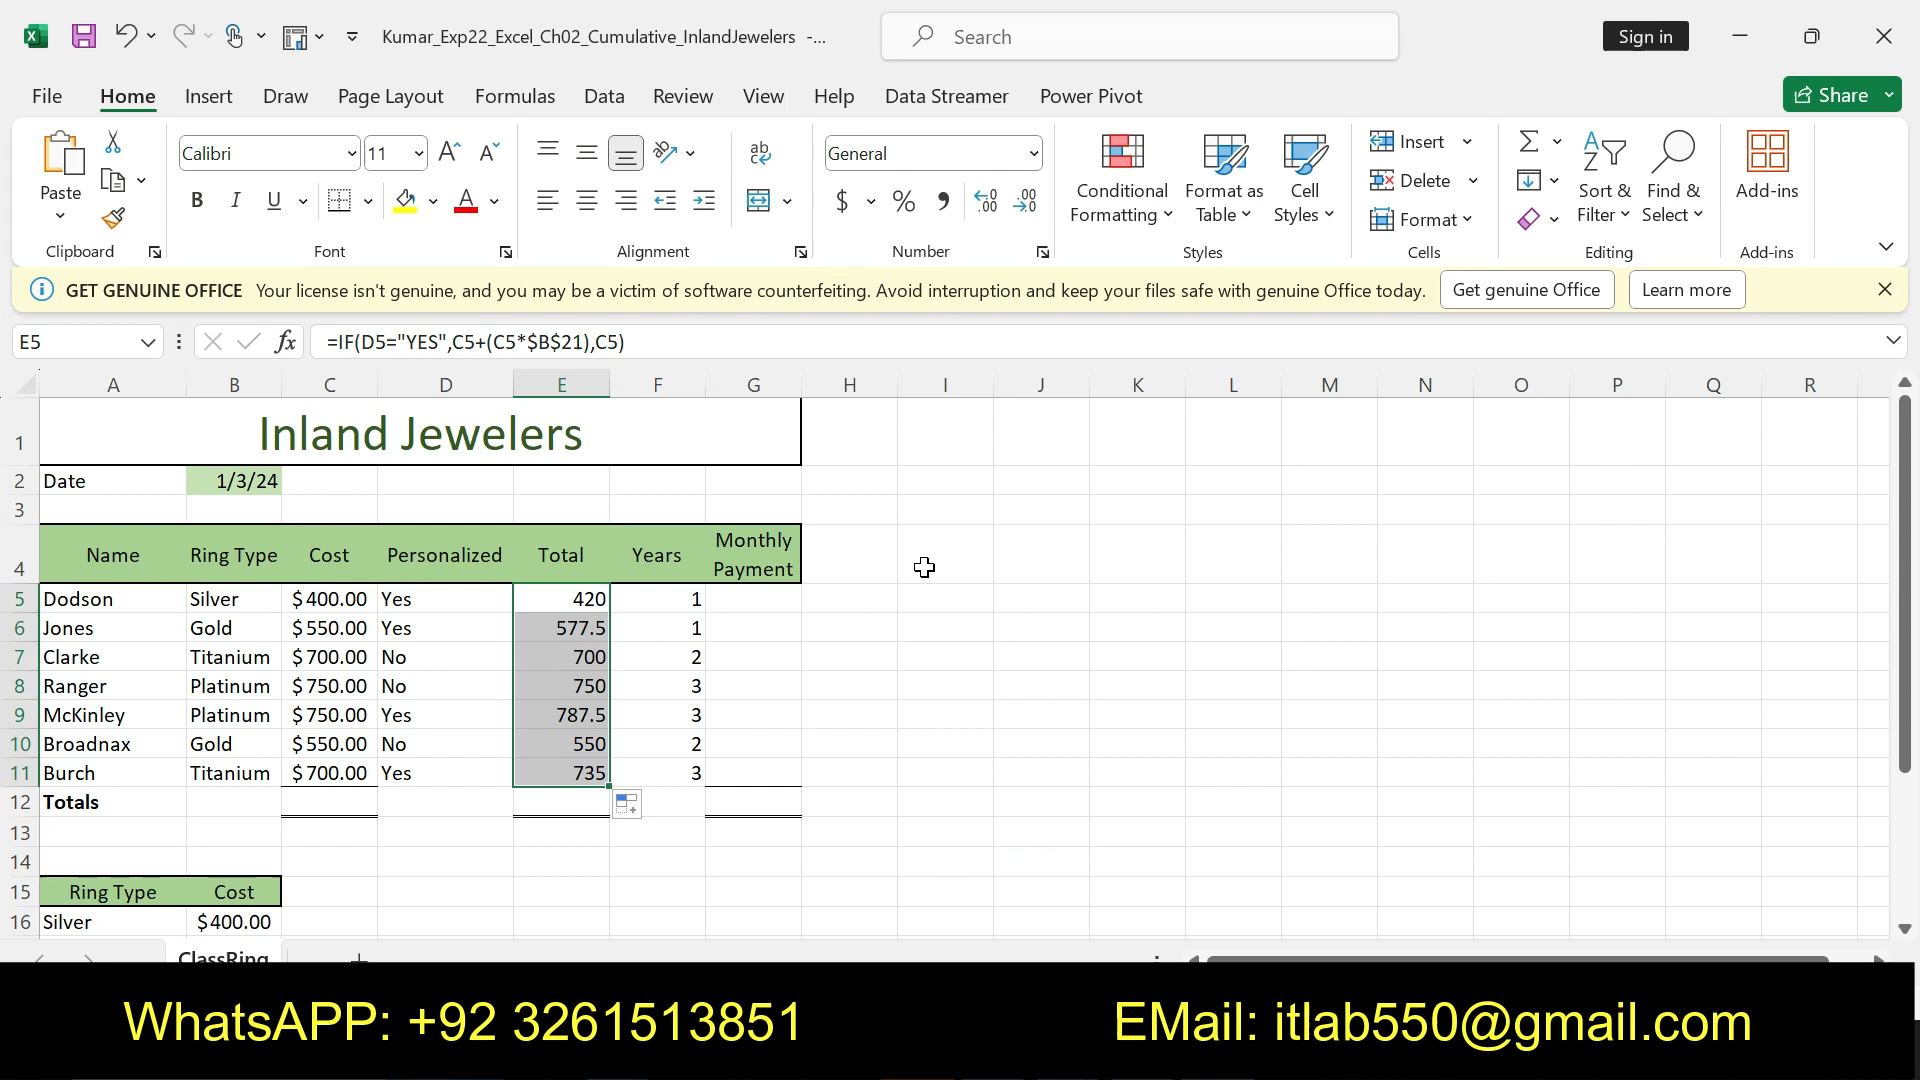 Kumar_Exp22_Excel_Ch02_Cumulative_InlandJewelers -...
Search
Sign in
File Home Insert Draw Page Layout Formulas Data Review View Help Data Streamer Power Pivot
Share
Paste
Clipboard
Calibri 11
B I U
Font
Alignment
General
$ % ,
Number
Conditional Formatting
Format as Table
Cell Styles
Styles
Insert
Delete
Format
Cells
Sort & Filter
Find & Select
Editing
Add-ins
Add-ins
GET GENUINE OFFICE Your license isn't genuine, and you may be a victim of software counterfeiting. Avoid interruption and keep your files safe with genuine Office today. Get genuine Office Learn more
E5 fx =IF(D5="YES",C5+(C5*$B$21),C5)
A B C D E F G H I J K L M N O P Q R
1 Inland Jewelers
2 Date 1/3/24
3
4 Name Ring Type Cost Personalized Total Years Monthly Payment
5 Dodson Silver $400.00 Yes 420 1
6 Jones Gold $550.00 Yes 577.5 1
7 Clarke Titanium $700.00 No 700 2
8 Ranger Platinum $750.00 No 750 3
9 McKinley Platinum $750.00 Yes 787.5 3
10 Broadnax Gold $550.00 No 550 2
11 Burch Titanium $700.00 Yes 735 3
12 Totals
13
14
15 Ring Type Cost
16 Silver $400.00
ClassRing
WhatsAPP: +92 3261513851 EMail: itlab550@gmail.com